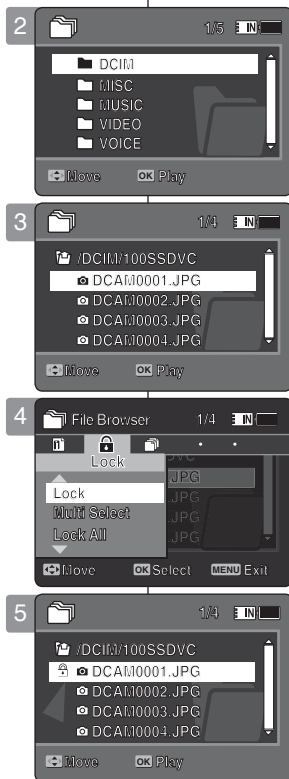 2
1/5 IN
DCIM
MISC
MUSIC
VIDEO
VOICE
Move OK Play
3
1/4 IN
/DCIM/100SSDVC
DCAM0001.JPG
DCAM0002.JPG
DCAM0003.JPG
DCAM0004.JPG
Move OK Play
4
File Browser 1/4 IN
Lock
Lock
Multi Select
Lock All
Move OK Select MENU Exit
5
1/4 IN
/DCIM/100SSDVC
DCAM0001.JPG
DCAM0002.JPG
DCAM0003.JPG
DCAM0004.JPG
Move OK Play